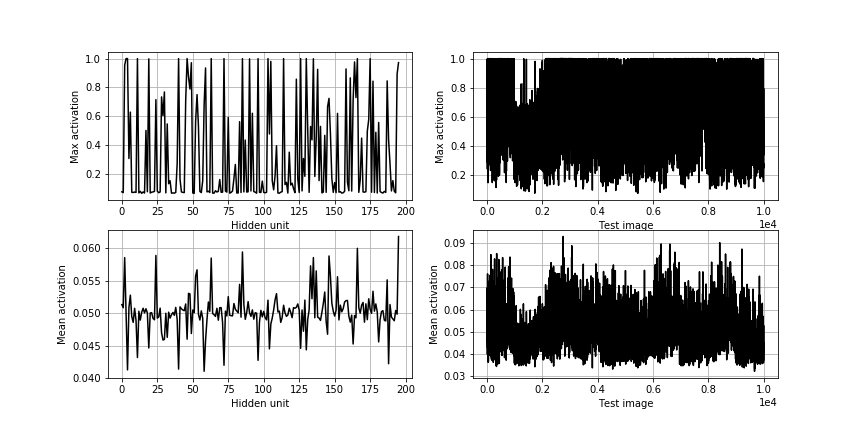 1.0
0.8
0.6
0.4
0.2
Max activation
0 25 50 75 100 125 150 175 200
Hidden unit
1.0
0.8
0.6
0.4
0.2
Max activation
0.0 0.2 0.4 0.6 0.8 1.0
1e4
Test image
0.060
0.055
0.050
0.045
0.040
Mean activation
0 25 50 75 100 125 150 175 200
Hidden unit
0.09
0.08
0.07
0.06
0.05
0.04
0.03
Mean activation
0.0 0.2 0.4 0.6 0.8 1.0
1e4
Test image